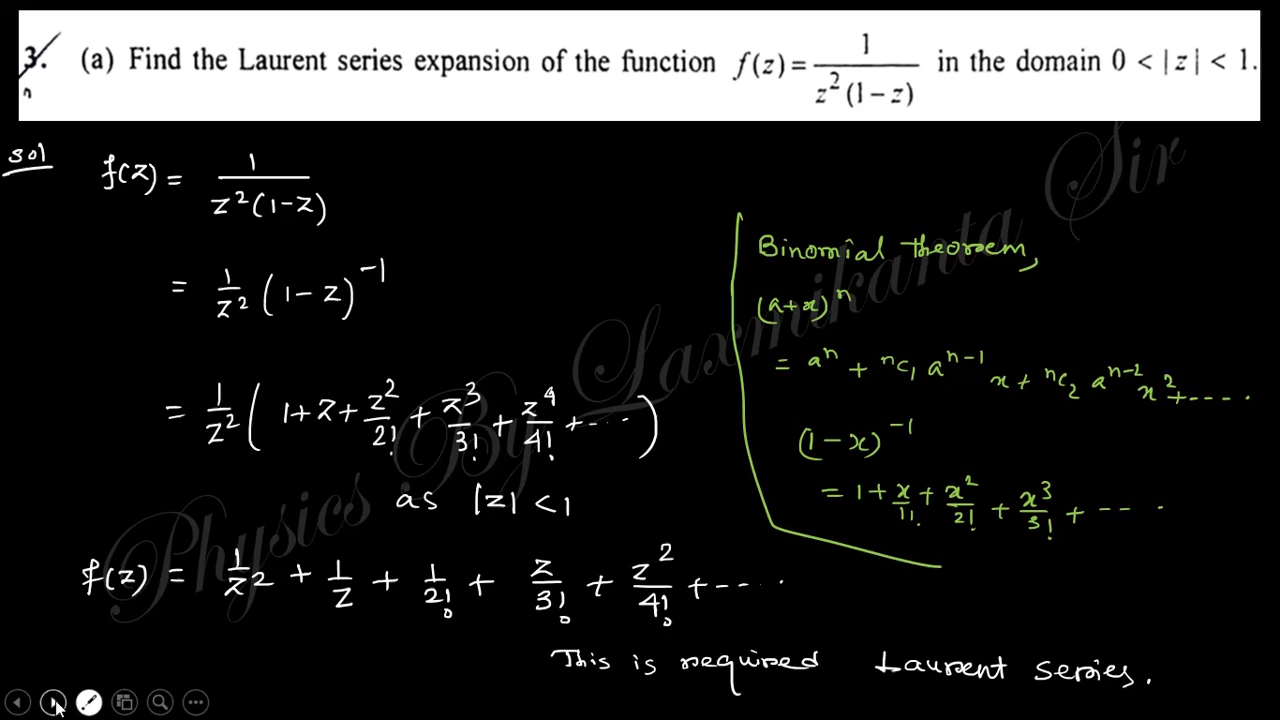 3. (a) Find the Laurent series expansion of the function f(z) = 1/(z²(1 − z)) in the domain 0 < |z| < 1.
sol
f(z) = 1/(z²(1-z))
= 1/z² (1-z)^-1
= 1/z² (1 + z + z²/2! + z³/3! + z⁴/4! + ....)
as |z| < 1
f(z) = 1/z² + 1/z + 1/2! + z/3! + z²/4! + ....
This is required Laurent series.
Binomial theorem,
(a+x)^n
= a^n + nC₁ a^(n-1) x + nC₂ a^(n-2) x² + ....
(1-x)^-1
= 1 + x/1! + x²/2! + x³/3! + ....
Physics By Laxmikanta Sir